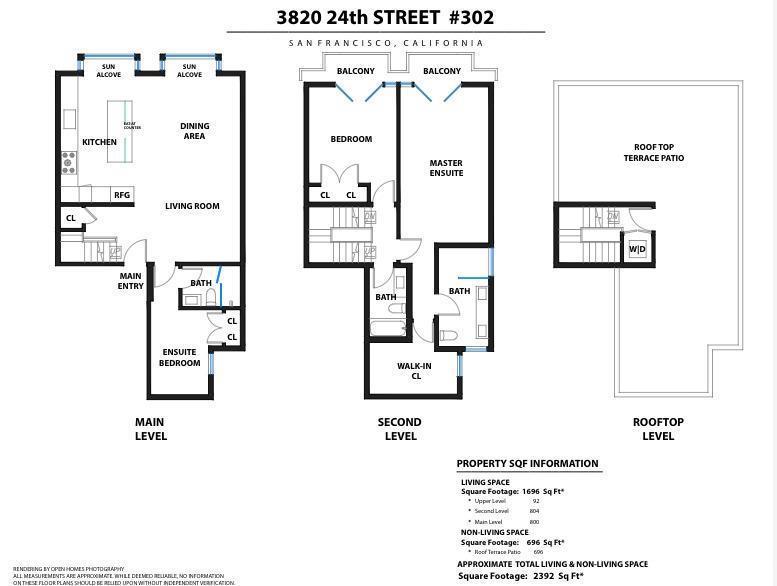 3820 24th STREET #302
SAN FRANCISCO, CALIFORNIA
SUN
ALCOVE
SUN
ALCOVE
EAT AT
COUNTER
KITCHEN
DINING
AREA
RFG
LIVING ROOM
CL
UP
MAIN
ENTRY
BATH
CL
CL
ENSUITE
BEDROOM
MAIN
LEVEL
BALCONY
BALCONY
BEDROOM
MASTER
ENSUITE
CL CL
DN
UP
BATH
BATH
WALK-IN
CL
SECOND
LEVEL
ROOF TOP
TERRACE PATIO
DN
W|D
ROOFTOP
LEVEL
PROPERTY SQF INFORMATION
LIVING SPACE
Square Footage: 1696 Sq Ft*
* Upper Level 92
* Second Level 804
* Main Level 800
NON-LIVING SPACE
Square Footage: 696 Sq Ft*
* Roof Terrace Patio 696
APPROXIMATE TOTAL LIVING & NON-LIVING SPACE
Square Footage: 2392 Sq Ft*
RENDERING BY OPEN HOMES PHOTOGRAPHY
ALL MEASUREMENTS ARE APPROXIMATE. WHILE DEEMED RELIABLE, NO INFORMATION
ON THESE FLOOR PLANS SHOULD BE RELIED UPON WITHOUT INDEPENDENT VERIFICATION.